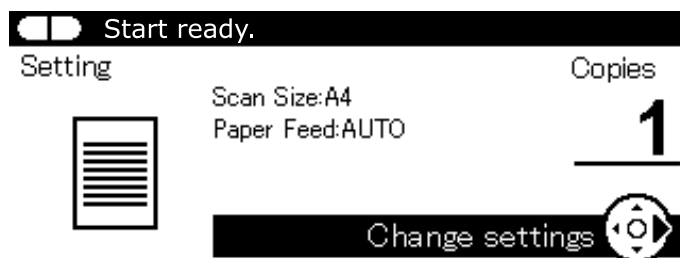 Start ready.
Setting
Copies
Scan Size:A4
Paper Feed:AUTO
1
Change settings